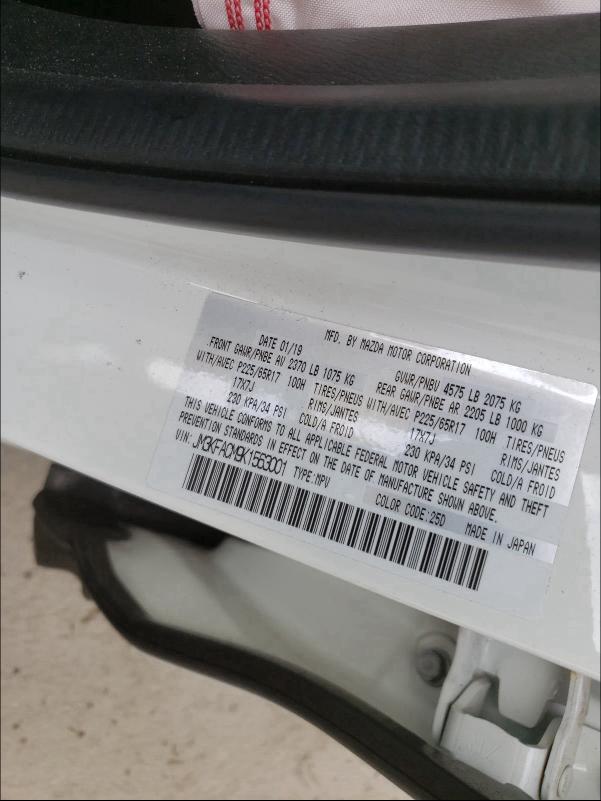 MFD. BY MAZDA MOTOR CORPORATION
DATE 01/19
GVWR/PNBV 4575 LB 2075 KG
FRONT GAWR/PNBE AV 2370 LB 1075 KG
REAR GAWR/PNBE AR 2205 LB 1000 KG
WITH/AVEC P225/65R17 100H TIRES/PNEUS WITH/AVEC P225/65R17 100H TIRES/PNEUS
17X7J RIMS/JANTES 17X7J RIMS/JANTES
230 KPA/34 PSI COLD/A FROID 230 KPA/34 PSI COLD/A FROID
THIS VEHICLE CONFORMS TO ALL APPLICABLE FEDERAL MOTOR VEHICLE SAFETY AND THEFT
PREVENTION STANDARDS IN EFFECT ON THE DATE OF MANUFACTURE SHOWN ABOVE.
VIN: JM3KFACM9K1563001 TYPE:MPV
COLOR CODE:25D MADE IN JAPAN